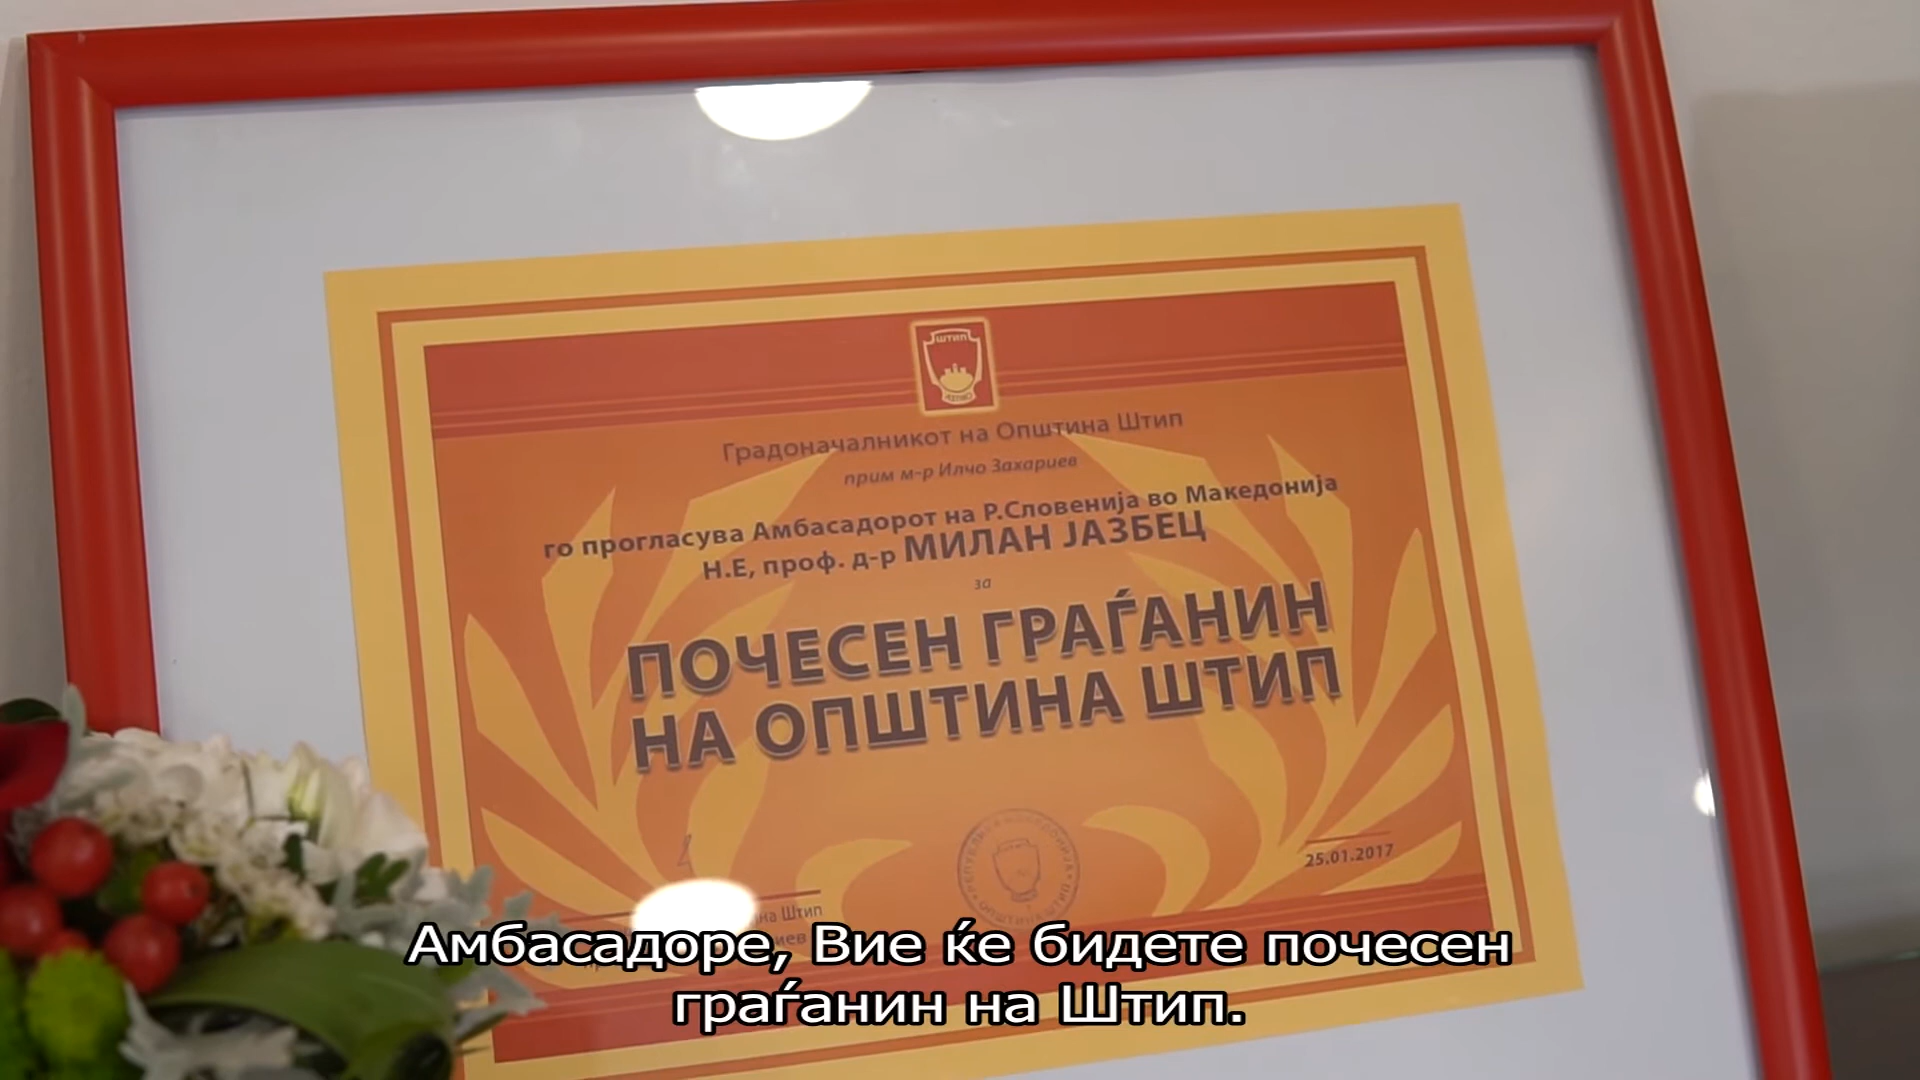 ШТИП
Градоначалникот на Општина Штип
прим м-р Илчо Захариев
го прогласува Амбасадорот на Р.Словенија во Македонија
Н.Е, проф. д-р МИЛАН ЈАЗБЕЦ
за
ПОЧЕСЕН ГРАЃАНИН
НА ОПШТИНА ШТИП
25.01.2017
Штип
Амбасадоре, Вие ќе бидете почесен
граѓанин на Штип.